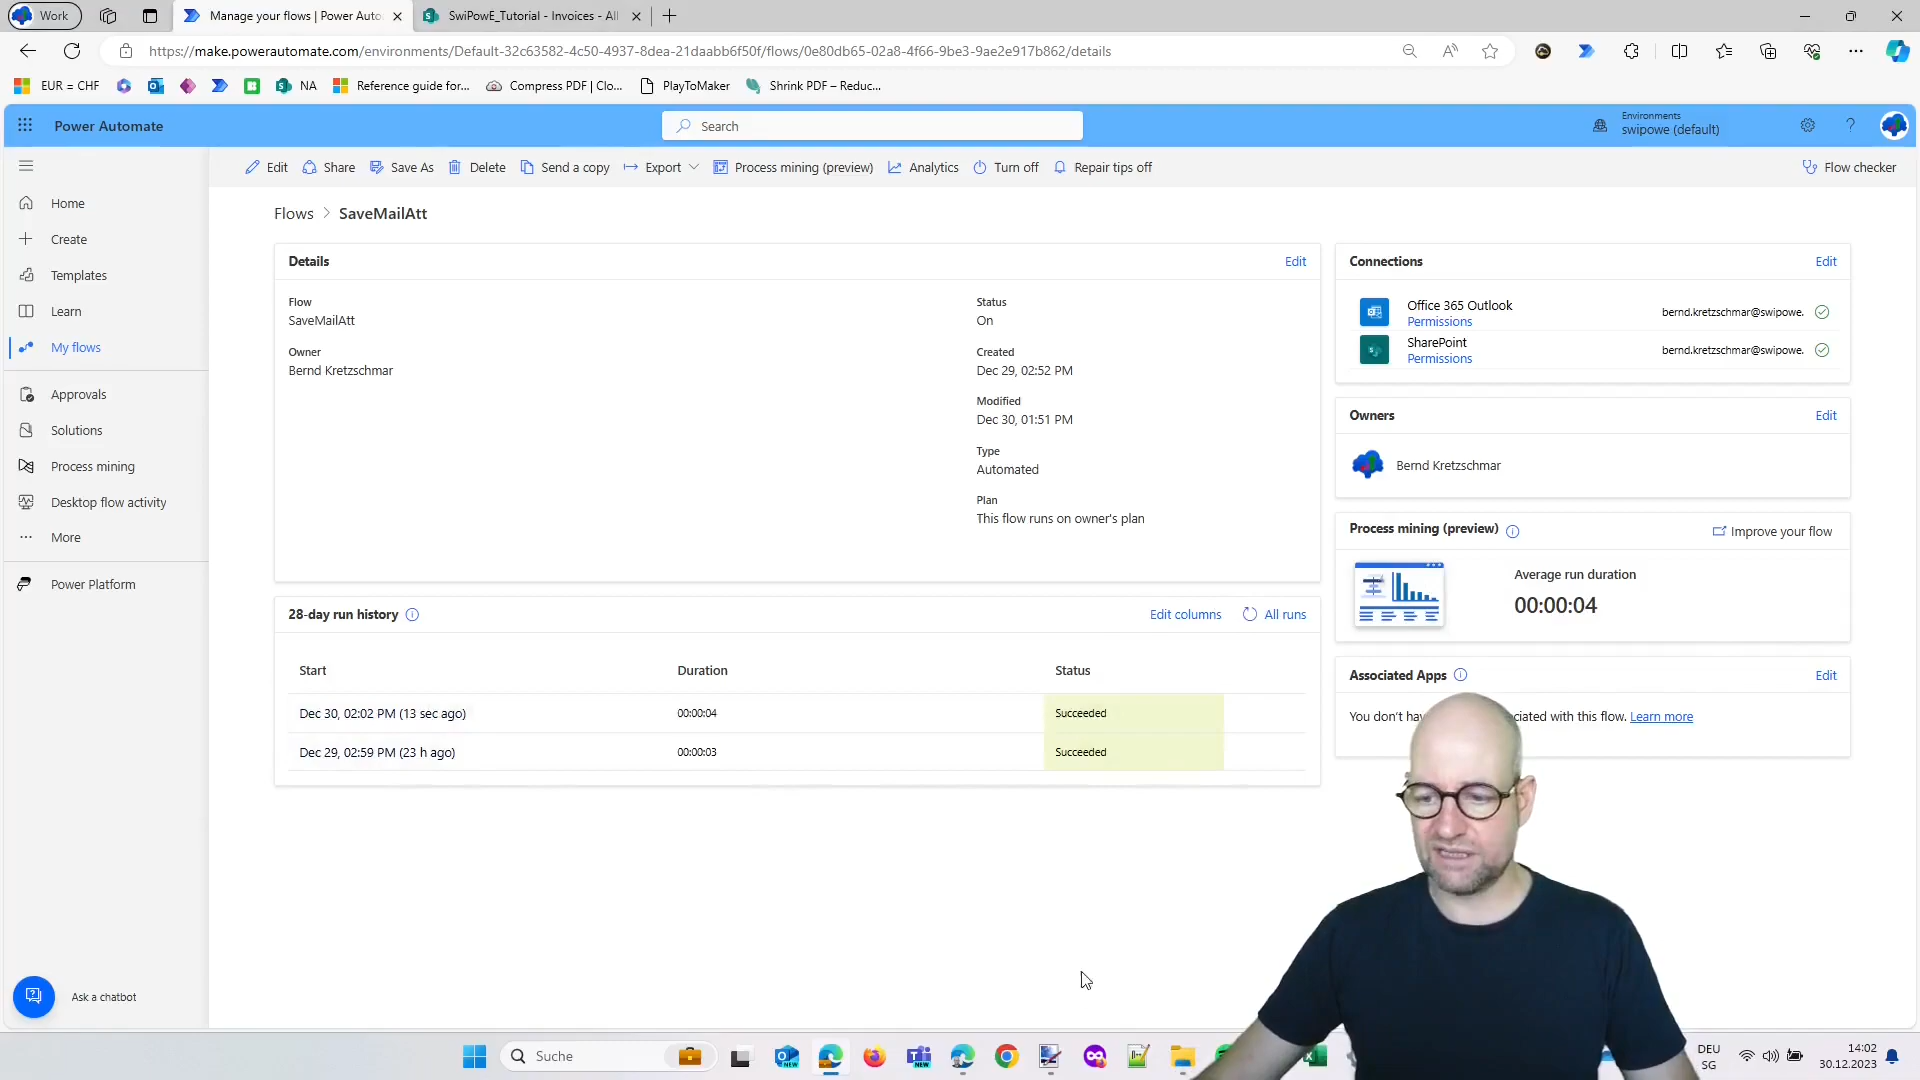 Work
Manage your flows | Power Auto
SwiPowE_Tutorial - Invoices - All
https://make.powerautomate.com/environments/Default-32c63582-4c50-4937-8dea-21daabb6f50f/flows/0e80db65-02a8-4f66-9be3-9ae2e917b862/details
EUR = CHF
NA
Reference guide for...
Compress PDF | Clo...
PlayToMaker
Shrink PDF – Reduc...
Power Automate
Search
Environments
swipowe (default)
Edit Share Save As Delete Send a copy Export Process mining (preview) Analytics Turn off Repair tips off Flow checker
Home
Create
Templates
Learn
My flows
Approvals
Solutions
Process mining
Desktop flow activity
More
Power Platform
Ask a chatbot
Flows > SaveMailAtt
Details Edit
Flow
SaveMailAtt
Owner
Bernd Kretzschmar
Status
On
Created
Dec 29, 02:52 PM
Modified
Dec 30, 01:51 PM
Type
Automated
Plan
This flow runs on owner's plan
28-day run history Edit columns All runs
Start Duration Status
Dec 30, 02:02 PM (13 sec ago) 00:00:04 Succeeded
Dec 29, 02:59 PM (23 h ago) 00:00:03 Succeeded
Connections Edit
Office 365 Outlook
Permissions
bernd.kretzschmar@swipowe.
SharePoint
Permissions
bernd.kretzschmar@swipowe.
Owners Edit
Bernd Kretzschmar
Process mining (preview) Improve your flow
Average run duration
00:00:04
Associated Apps Edit
You don't ha ciated with this flow. Learn more
Suche
NEW
NEW
DEU
SG
14:02
30.12.2023